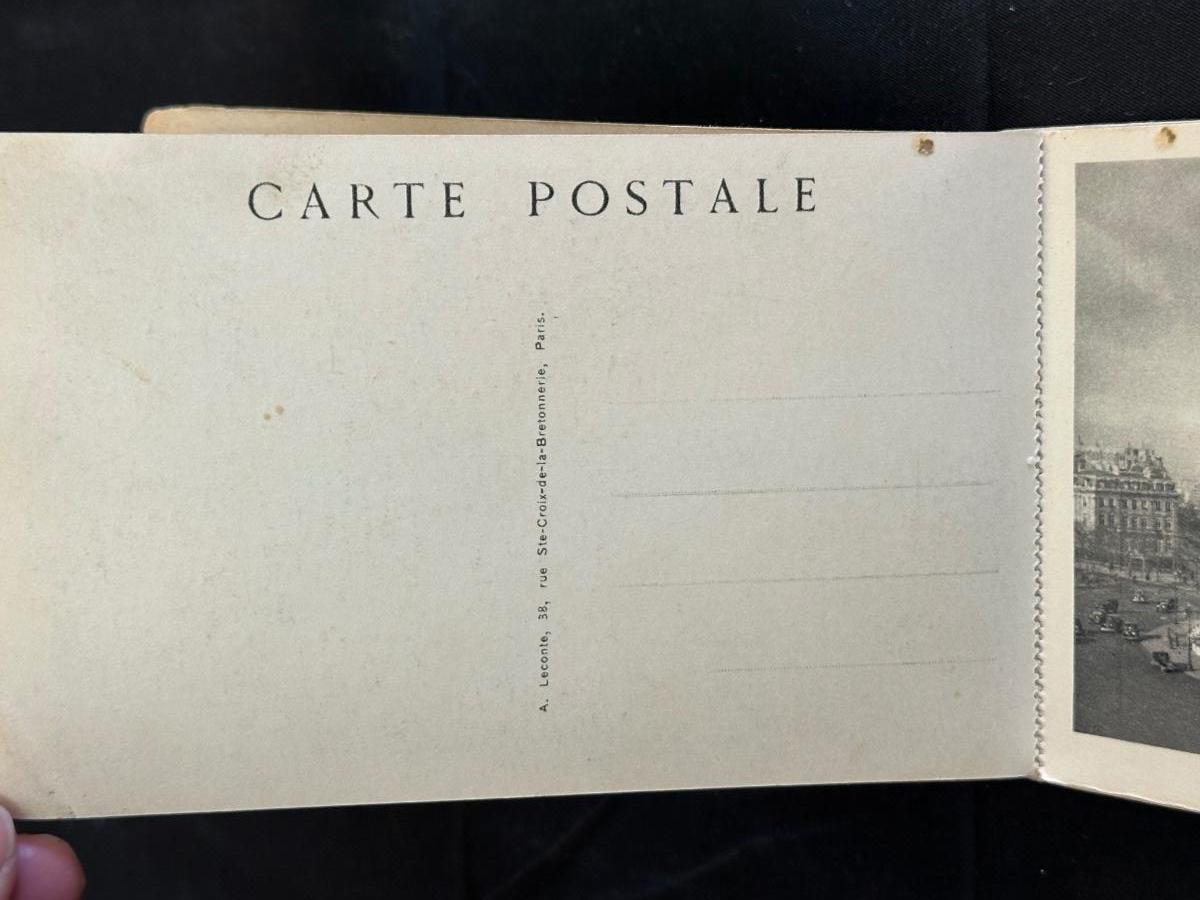 CARTE POSTALE
A. Leconte, 38, rue Ste-Croix-de-la-Bretonnerie, Paris.